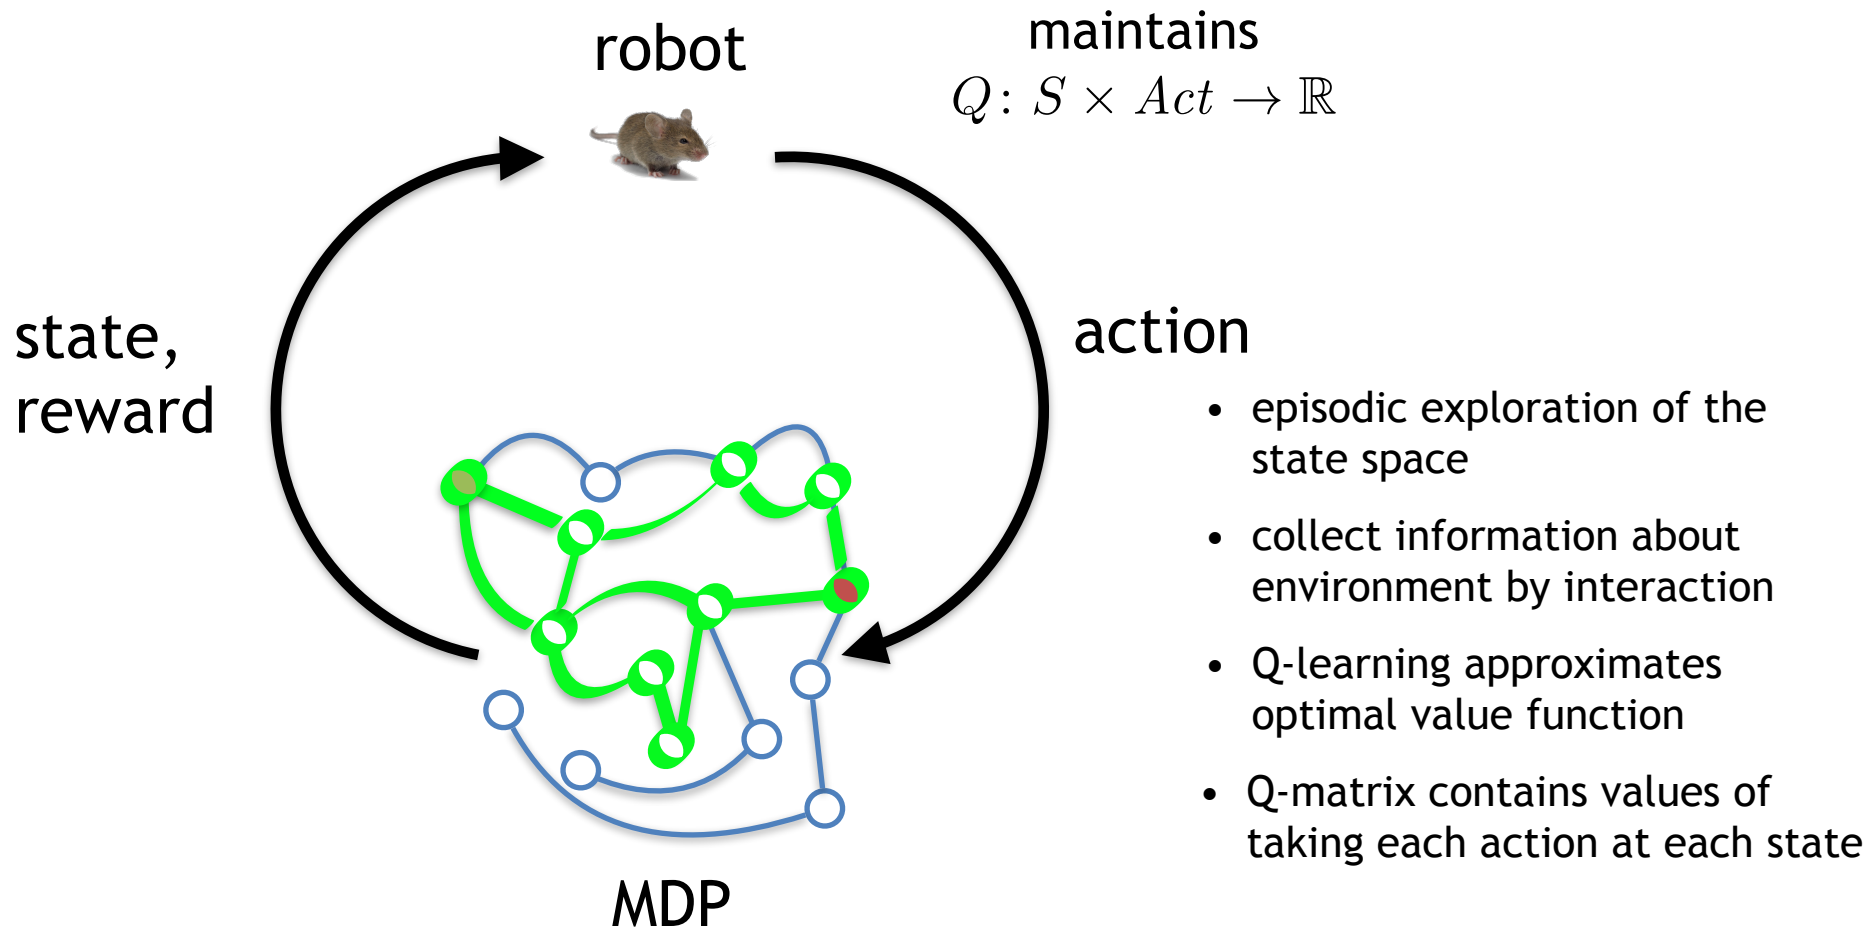 robot
maintains
Q: S × Act → ℝ
state,
reward
action
• episodic exploration of the
state space
• collect information about
environment by interaction
• Q-learning approximates
optimal value function
• Q-matrix contains values of
taking each action at each state
MDP